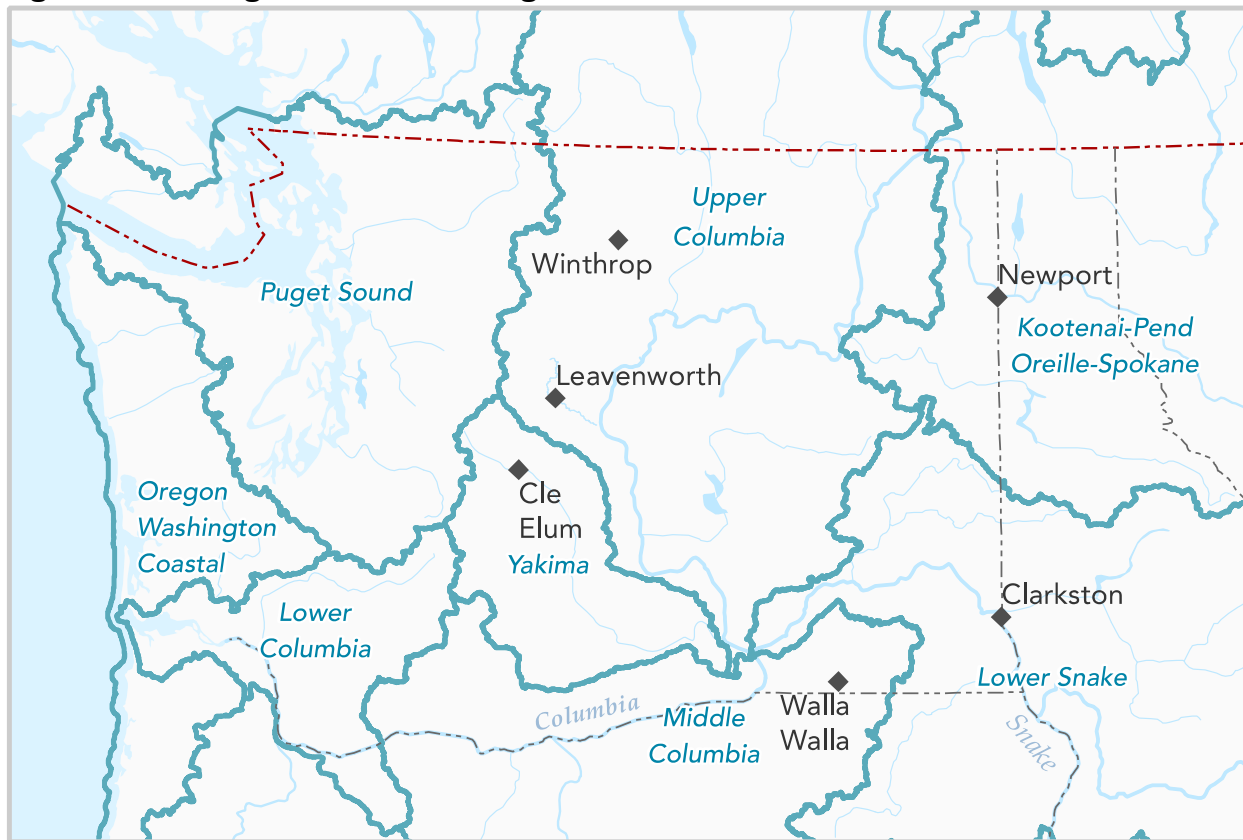 Upper
Columbia
Winthrop
Newport
Puget Sound
Kootenai-Pend
Oreille-Spokane
Leavenworth
Cle
Elum
Yakima
Oregon
Washington
Coastal
Lower
Columbia
Clarkston
Lower Snake
Columbia
Middle
Columbia
Walla
Walla
Snake